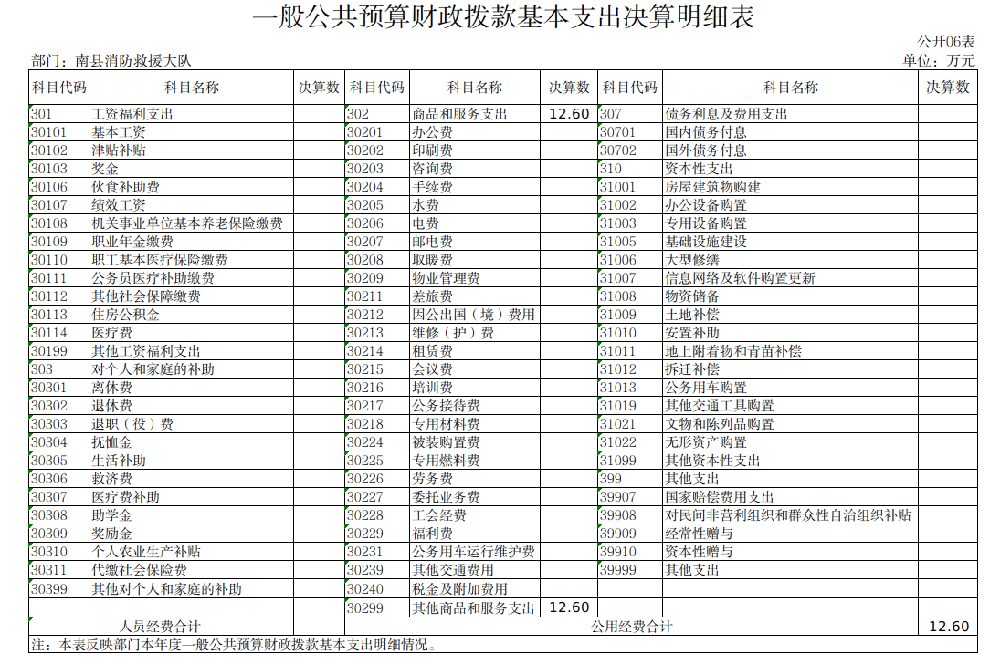 一般公共预算财政拨款基本支出决算明细表
公开06表
部门：南县消防救援大队 单位：万元
科目代码 科目名称 决算数 科目代码 科目名称 决算数 科目代码 科目名称 决算数
301 工资福利支出 302 商品和服务支出 12.60 307 债务利息及费用支出
30101 基本工资 30201 办公费 30701 国内债务付息
30102 津贴补贴 30202 印刷费 30702 国外债务付息
30103 奖金 30203 咨询费 310 资本性支出
30106 伙食补助费 30204 手续费 31001 房屋建筑物购建
30107 绩效工资 30205 水费 31002 办公设备购置
30108 机关事业单位基本养老保险缴费 30206 电费 31003 专用设备购置
30109 职业年金缴费 30207 邮电费 31005 基础设施建设
30110 职工基本医疗保险缴费 30208 取暖费 31006 大型修缮
30111 公务员医疗补助缴费 30209 物业管理费 31007 信息网络及软件购置更新
30112 其他社会保障缴费 30211 差旅费 31008 物资储备
30113 住房公积金 30212 因公出国（境）费用 31009 土地补偿
30114 医疗费 30213 维修（护）费 31010 安置补助
30199 其他工资福利支出 30214 租赁费 31011 地上附着物和青苗补偿
303 对个人和家庭的补助 30215 会议费 31012 拆迁补偿
30301 离休费 30216 培训费 31013 公务用车购置
30302 退休费 30217 公务接待费 31019 其他交通工具购置
30303 退职（役）费 30218 专用材料费 31021 文物和陈列品购置
30304 抚恤金 30224 被装购置费 31022 无形资产购置
30305 生活补助 30225 专用燃料费 31099 其他资本性支出
30306 救济费 30226 劳务费 399 其他支出
30307 医疗费补助 30227 委托业务费 39907 国家赔偿费用支出
30308 助学金 30228 工会经费 39908 对民间非营利组织和群众性自治组织补贴
30309 奖励金 30229 福利费 39909 经常性赠与
30310 个人农业生产补贴 30231 公务用车运行维护费 39910 资本性赠与
30311 代缴社会保险费 30239 其他交通费用 39999 其他支出
30399 其他对个人和家庭的补助 30240 税金及附加费用
30299 其他商品和服务支出 12.60
人员经费合计 公用经费合计 12.60
注：本表反映部门本年度一般公共预算财政拨款基本支出明细情况。